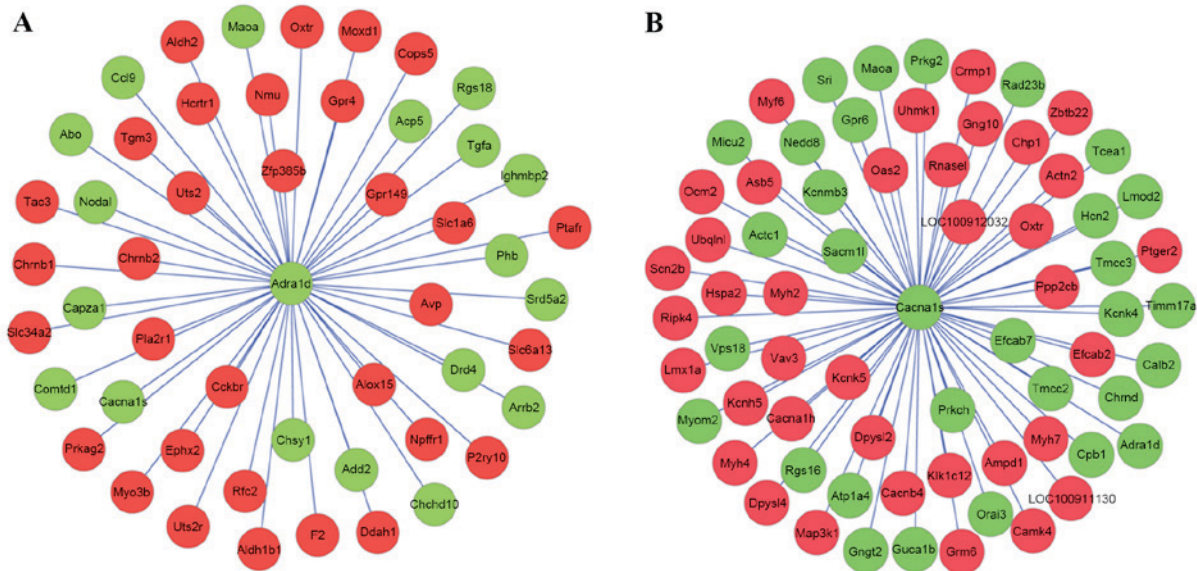 A
Maoa
Oxtr
Moxd1
Aldh2
Cops5
Ccl9
Hcrtr1
Nmu
Gpr4
Rgs18
Abo
Tgm3
Acp5
Tgfa
Zfp385b
Ighmbp2
Tac3
Nodal
Uts2
Gpr149
Slc1a6
Ptafr
Chrnb1
Chrnb2
Phb
Adra1d
Srd5a2
Capza1
Avp
Slc34a2
Pla2r1
Slc6a13
Comtd1
Drd4
Cacna1s
Cckbr
Alox15
Arrb2
Prkag2
Ephx2
Chsy1
Npffr1
P2ry10
Myo3b
Rfc2
Add2
Chchd10
Uts2r
Aldh1b1
F2
Ddah1
B
Prkg2
Maoa
Crmp1
Sri
Rad23b
Myf6
Uhmk1
Zbtb22
Gpr6
Gng10
Micu2
Nedd8
Chp1
Tcea1
Oas2
Rnasel
Asb5
Kcnmb3
Actn2
Ocm2
Lmod2
LOC100912032
Hcn2
Ubqlnl
Actc1
Oxtr
Sacm1l
Ptger2
Scn2b
Tmcc3
Hspa2
Myh2
Ppp2cb
Ripk4
Cacna1s
Kcnk4
Timm17a
Vps18
Vav3
Efcab7
Efcab2
Lmx1a
Calb2
Kcnk5
Tmcc2
Chrnd
Myom2
Kcnh5
Cacna1h
Prkch
Dpysl2
Myh7
Adra1d
Myh4
Cpb1
Rgs16
Klk1c12
Ampd1
Dpysl4
Atp1a4
Cacnb4
LOC100911130
Map3k1
Orai3
Camk4
Gngt2
Guca1b
Grm6